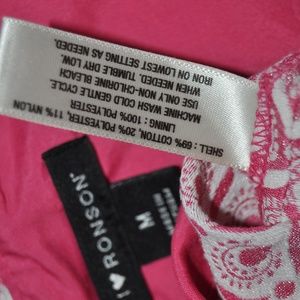 SHELL : 69% COTTON, 20% POLYESTER, 11% NYLON
LINING : 100% POLYESTER
MACHINE WASH COLD GENTLE CYCLE
USE ONLY NON-CHLORINE BLEACH
WHEN NEEDED. TUMBLE DRY LOW.
IRON ON LOWEST SETTING AS NEEDED.
I ♥ RONSON
M